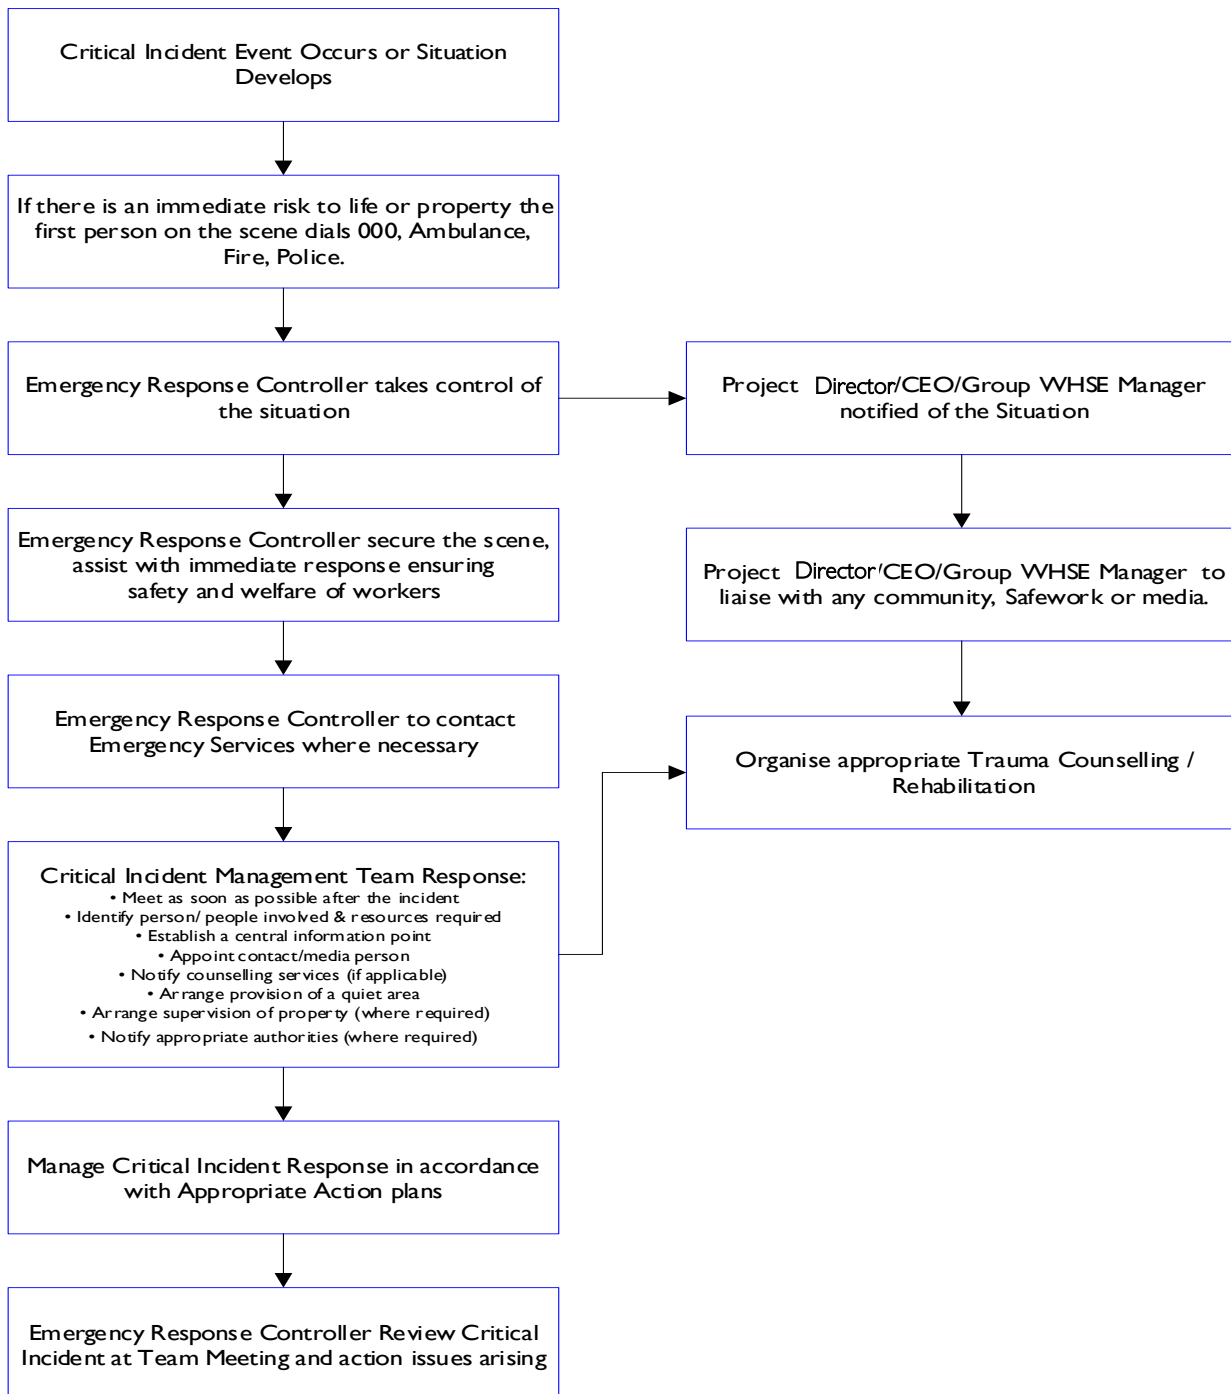 Critical Incident Event Occurs or Situation
Develops
If there is an immediate risk to life or property the
first person on the scene dials 000, Ambulance,
Fire, Police.
Emergency Response Controller takes control of
the situation
Project Director/CEO/Group WHSE Manager
notified of the Situation
Emergency Response Controller secure the scene,
assist with immediate response ensuring
safety and welfare of workers
Project Director/CEO/Group WHSE Manager to
liaise with any community, Safework or media.
Emergency Response Controller to contact
Emergency Services where necessary
Organise appropriate Trauma Counselling /
Rehabilitation
Critical Incident Management Team Response:
• Meet as soon as possible after the incident
• Identify person/ people involved & resources required
• Establish a central information point
• Appoint contact/media person
• Notify counselling services (if applicable)
• Arrange provision of a quiet area
• Arrange supervision of property (where required)
• Notify appropriate authorities (where required)
Manage Critical Incident Response in accordance
with Appropriate Action plans
Emergency Response Controller Review Critical
Incident at Team Meeting and action issues arising